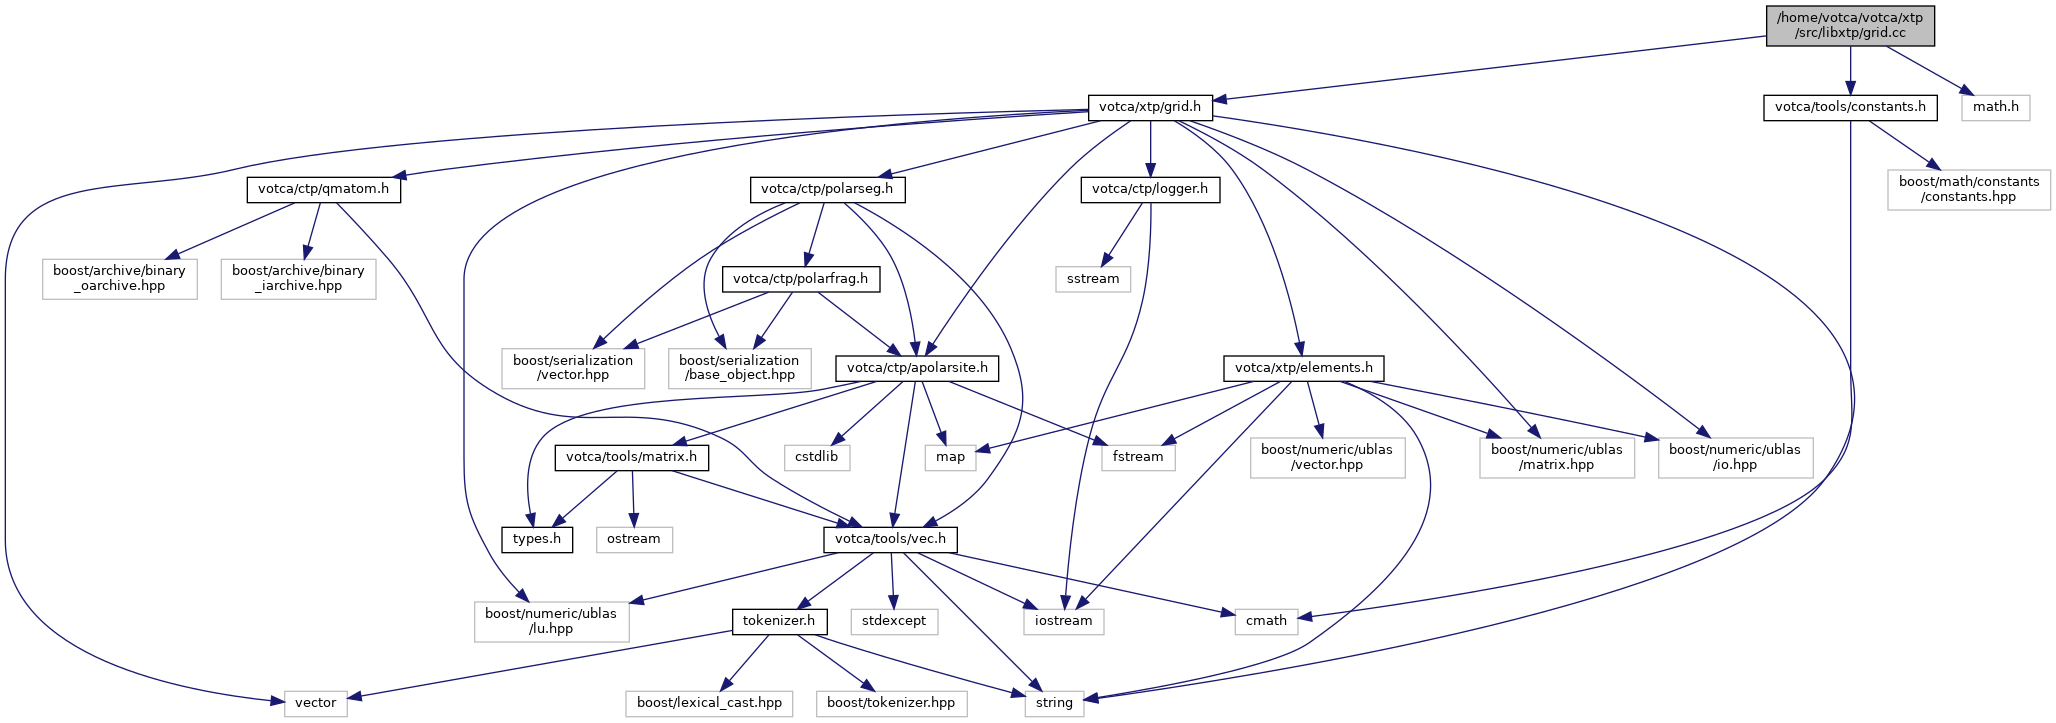 /home/votca/votca/xtp
/src/libxtp/grid.cc
votca/xtp/grid.h
votca/tools/constants.h
math.h
votca/ctp/qmatom.h
votca/ctp/polarseg.h
votca/ctp/logger.h
boost/math/constants
/constants.hpp
boost/archive/binary
_oarchive.hpp
boost/archive/binary
_iarchive.hpp
votca/ctp/polarfrag.h
sstream
boost/serialization
/vector.hpp
boost/serialization
/base_object.hpp
votca/ctp/apolarsite.h
votca/xtp/elements.h
votca/tools/matrix.h
cstdlib
map
fstream
boost/numeric/ublas
/vector.hpp
boost/numeric/ublas
/matrix.hpp
boost/numeric/ublas
/io.hpp
types.h
ostream
votca/tools/vec.h
boost/numeric/ublas
/lu.hpp
tokenizer.h
stdexcept
iostream
cmath
vector
boost/lexical_cast.hpp
boost/tokenizer.hpp
string